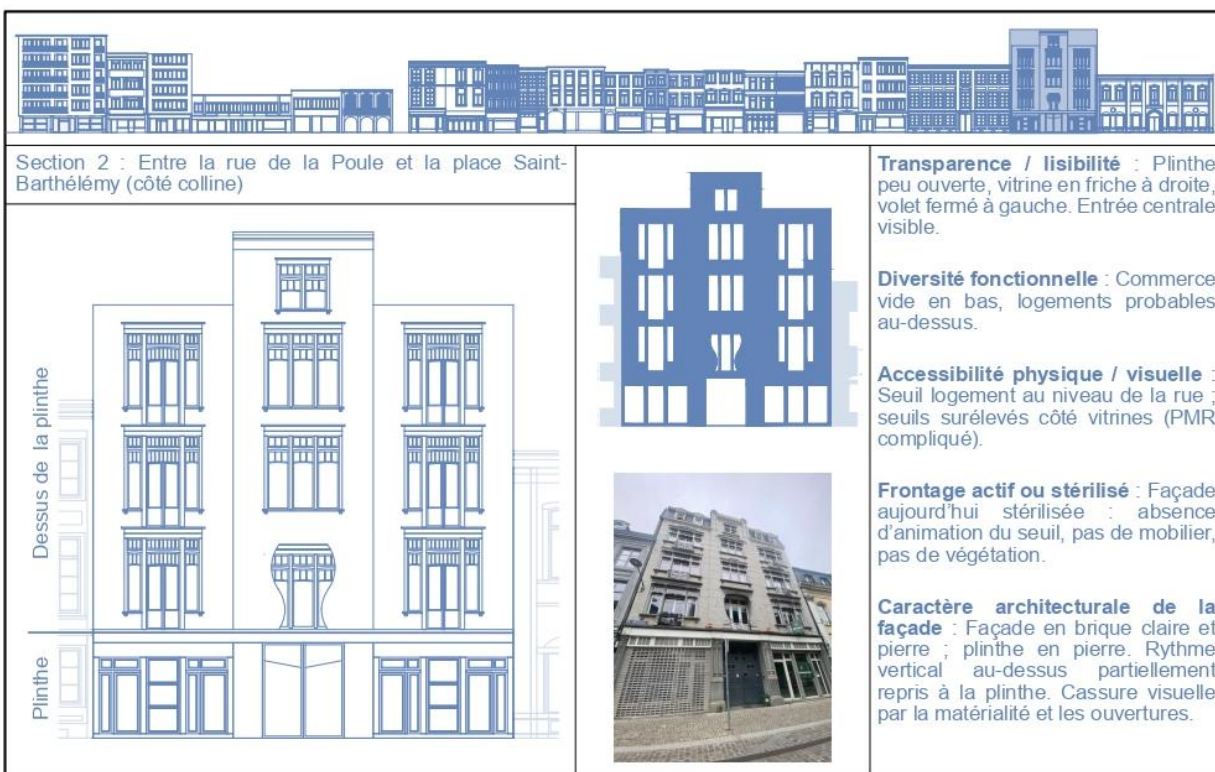 Section 2 : Entre la rue de la Poule et la place Saint-
Barthélémy (côté colline)
Dessus de la plinthe
Plinthe
Transparence / lisibilité : Plinthe
peu ouverte, vitrine en friche à droite,
volet fermé à gauche. Entrée centrale
visible.
Diversité fonctionnelle : Commerce
vide en bas, logements probables
au-dessus.
Accessibilité physique / visuelle :
Seuil logement au niveau de la rue ;
seuils surélevés côté vitrines (PMR
compliqué).
Frontage actif ou stérilisé : Façade
aujourd'hui stérilisée : absence
d'animation du seuil, pas de mobilier,
pas de végétation.
Caractère architecturale de la
façade : Façade en brique claire et
pierre ; plinthe en pierre. Rythme
vertical au-dessus partiellement
repris à la plinthe. Cassure visuelle
par la matérialité et les ouvertures.